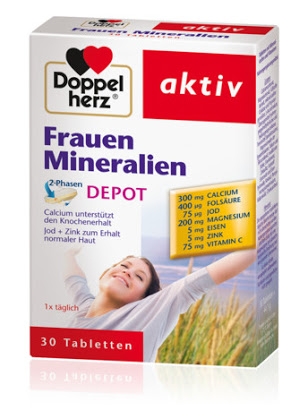 Doppel
herz®
aktiv
Frauen
Mineralien
2-Phasen
DEPOT
Calcium unterstützt
den Knochenerhalt
Jod + Zink zum Erhalt
normaler Haut
300 mg CALCIUM
400 µg FOLSÄURE
75 µg JOD
200 mg MAGNESIUM
5 mg EISEN
5 mg ZINK
75 mg VITAMIN C
1x täglich
30 Tabletten